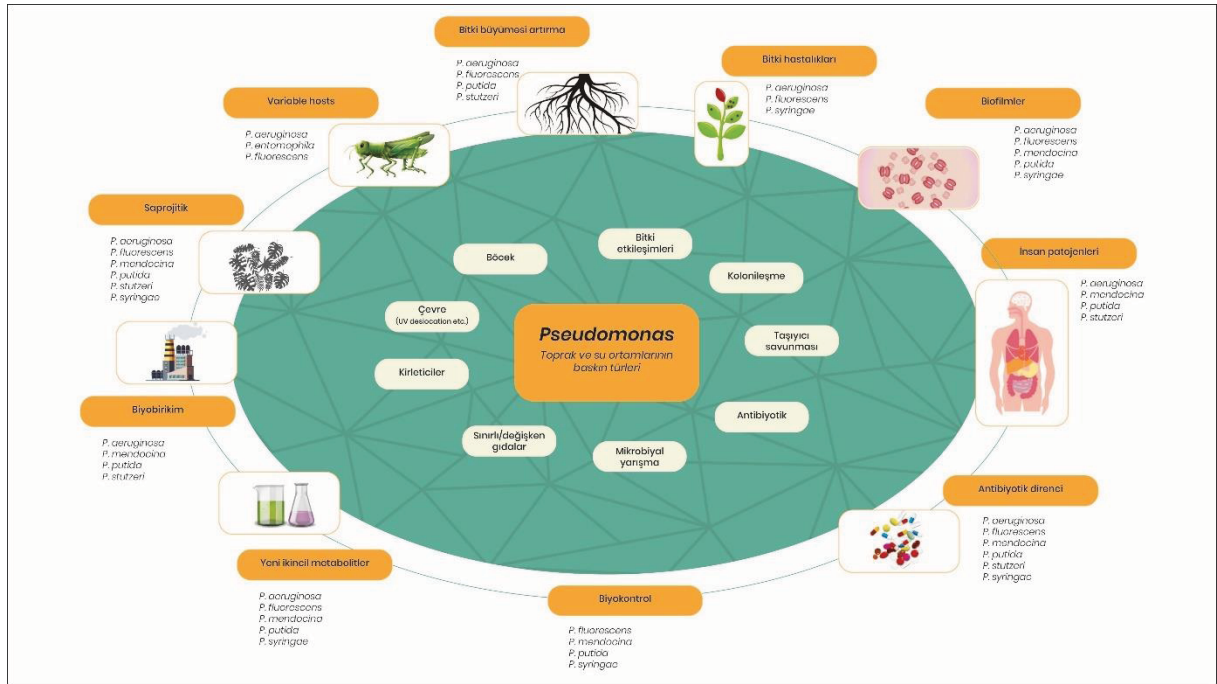 Bitki büyümesi artırma
P. aeruginosa
P. fluorescens
P. putida
P. stutzeri
Bitki hastalıkları
P. aeruginosa
P. fluorescens
P. syringae
Variable hosts
P. aeruginosa
P. entomophila
P. fluorescens
Biofilmler
P. aeruginosa
P. fluorescens
P. mendocina
P. putida
P. syringae
Saprojitik
P. aeruginosa
P. fluorescens
P. mendocina
P. putida
P. stutzeri
P. syringae
İnsan patojenleri
P. aeruginosa
P. mendocina
P. putida
P. stutzeri
Böcek
Bitki
etkileşimleri
Kolonileşme
Çevre
(UV deslocation etc.)
Taşıyıcı
savunması
Pseudomonas
Toprak ve su ortamlarının
baskın türleri
Kirleticiler
Antibiyotik
Sınırlı/değişken
gıdalar
Mikrobiyal
yarışma
Biyobirikim
P. aeruginosa
P. mendocina
P. putida
P. stutzeri
Antibiyotik direnci
P. aeruginosa
P. fluorescens
P. mendocina
P. putida
P. stutzeri
P. syringae
Yeni ikincil metabolitler
P. aeruginosa
P. fluorescens
P. mendocina
P. putida
P. syringae
Biyokontrol
P. fluorescens
P. mendocina
P. putida
P. syringae